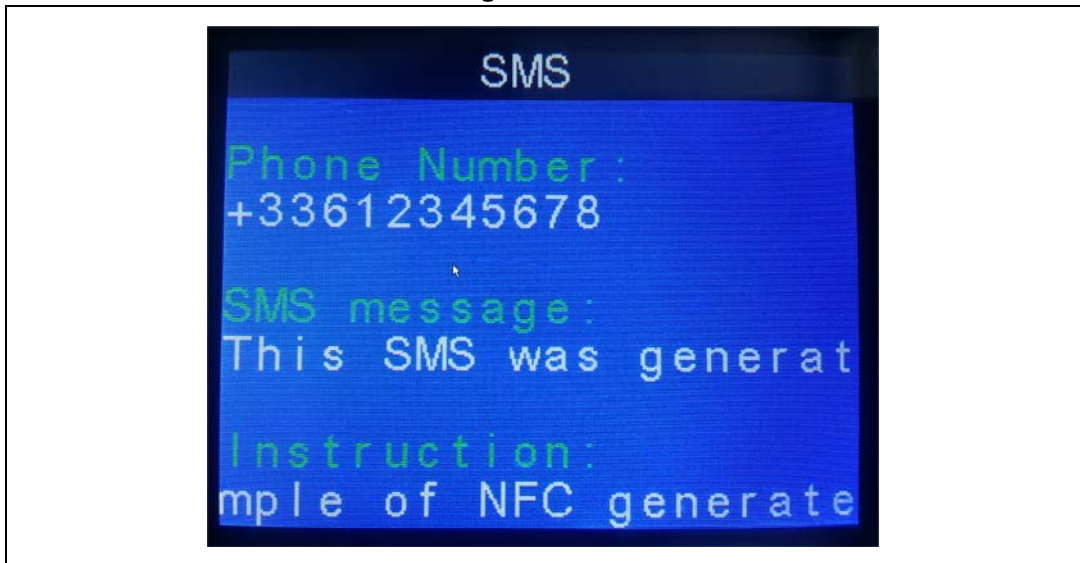 SMS
Phone Number:
+33612345678
SMS message:
This SMS was generat
Instruction:
mple of NFC generate